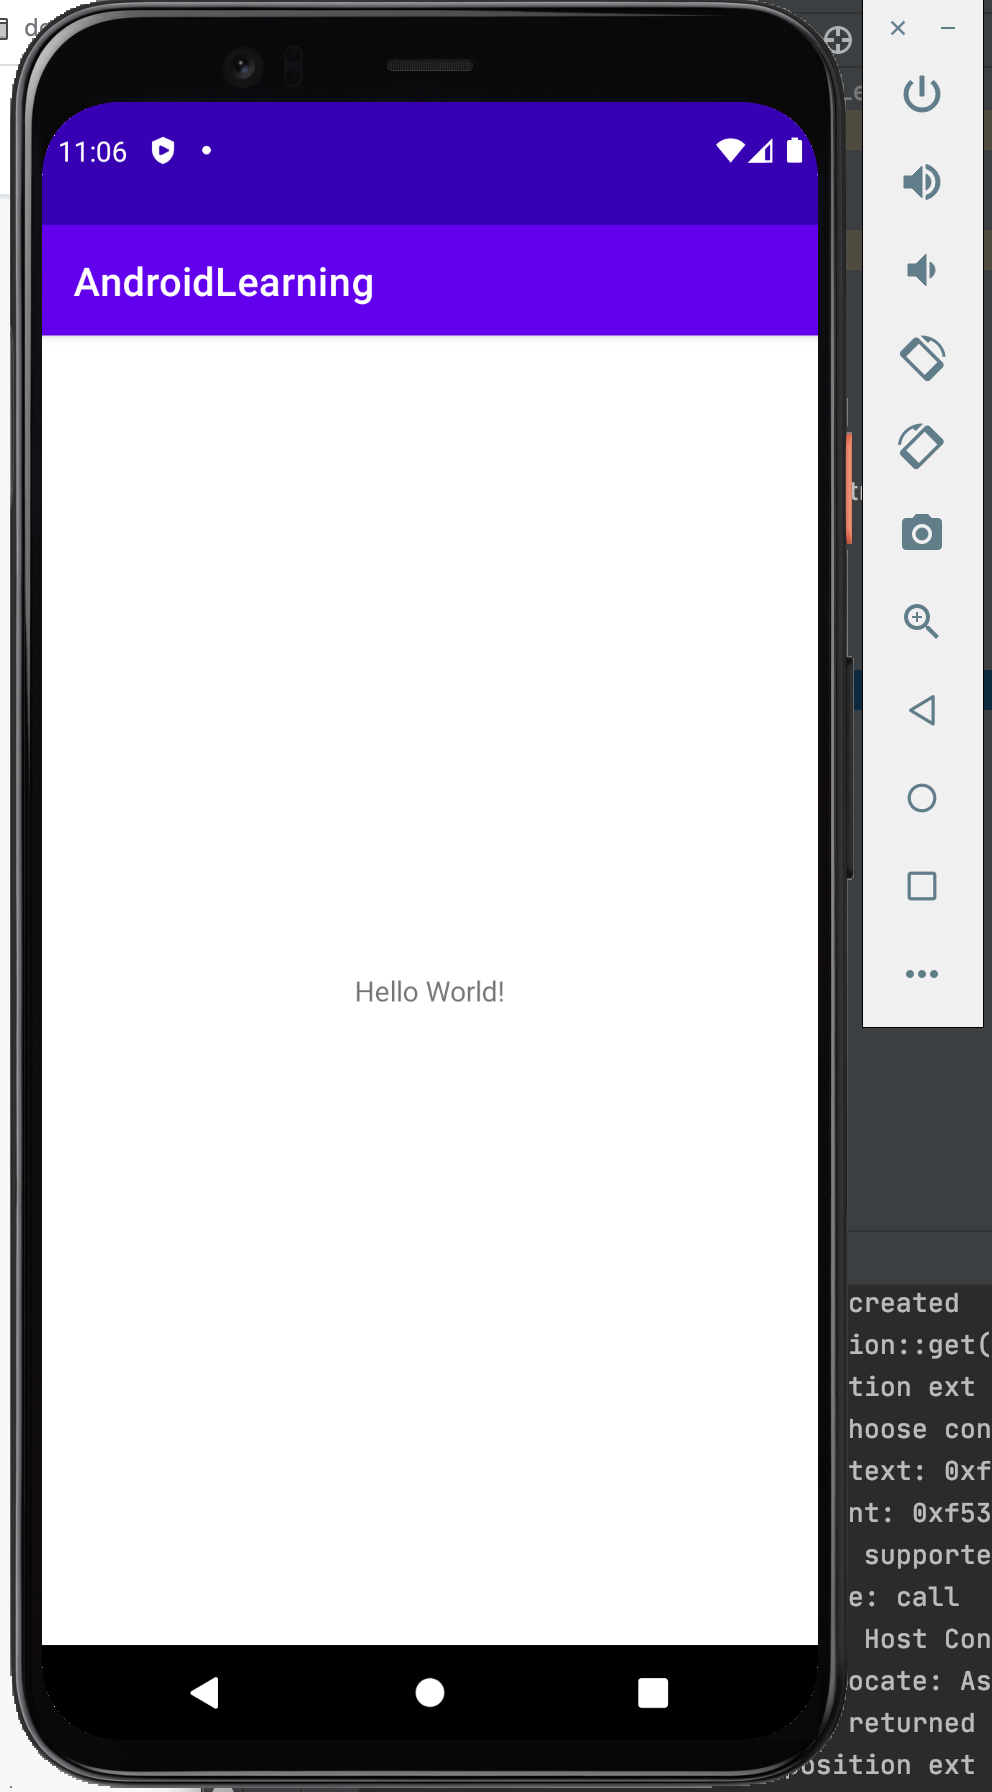 11:06
AndroidLearning
Hello World!
created
ion::get(
tion ext
hoose con
text: 0xf
nt: 0xf53
supporte
e: call
Host Con
ocate: As
returned
position ext